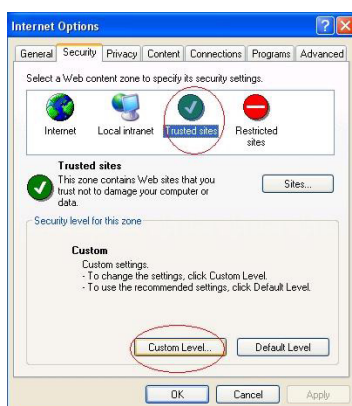 Internet Options
General Security Privacy Content Connections Programs Advanced
Select a Web content zone to specify its security settings.
Internet Local intranet Trusted sites Restricted sites
Trusted sites
This zone contains Web sites that you
trust not to damage your computer or
data.
Sites...
Security level for this zone
Custom
Custom settings.
- To change the settings, click Custom Level.
- To use the recommended settings, click Default Level.
Custom Level... Default Level
OK Cancel Apply